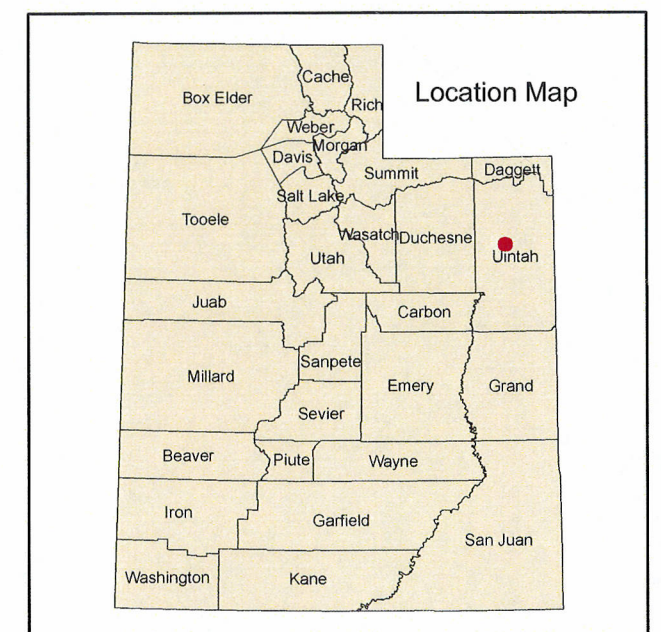 Location Map
Cache
Box Elder
Rich
Weber
Morgan
Davis
Summit
Daggett
Salt Lake
Tooele
Wasatch
Duchesne
Utah
Uintah
Juab
Carbon
Sanpete
Millard
Emery
Grand
Sevier
Beaver
Piute
Wayne
Iron
Garfield
San Juan
Washington
Kane